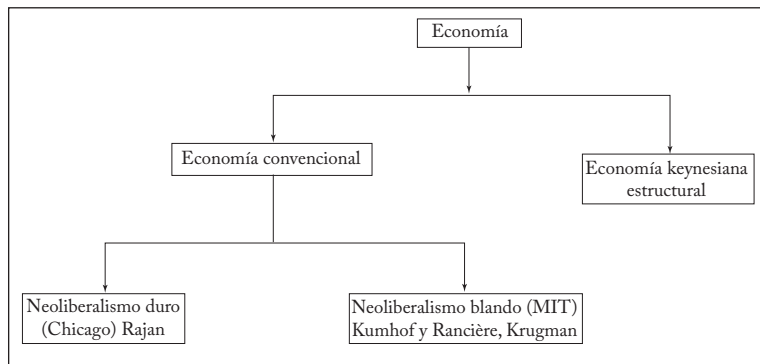 Economía
Economía convencional
Economía keynesiana
estructural
Neoliberalismo duro
(Chicago) Rajan
Neoliberalismo blando (MIT)
Kumhof y Rancière, Krugman